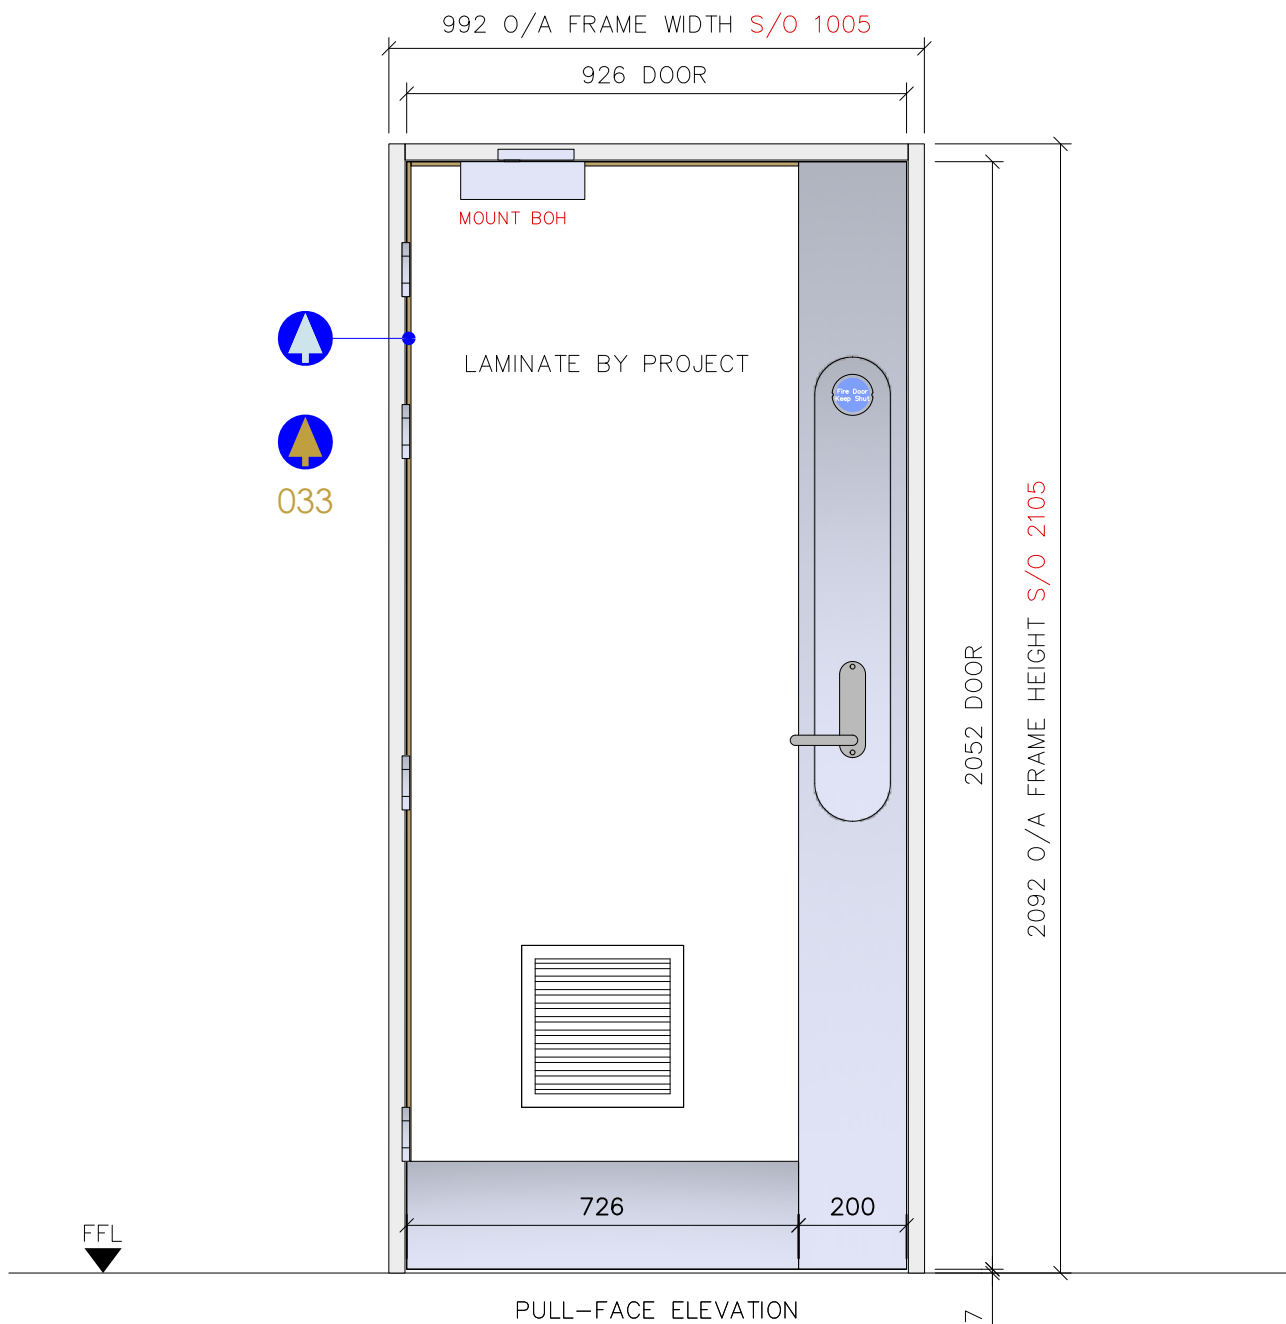 992 O/A FRAME WIDTH S/O 1005
926 DOOR
MOUNT BOH
LAMINATE BY PROJECT
Fire Door
Keep Shut
033
2052 DOOR
2092 O/A FRAME HEIGHT S/O 2105
726
200
FFL
7
PULL-FACE ELEVATION